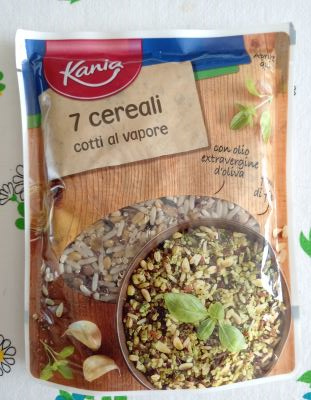 Kania
7 cereali
cotti al vapore
con olio
extravergine
d'oliva